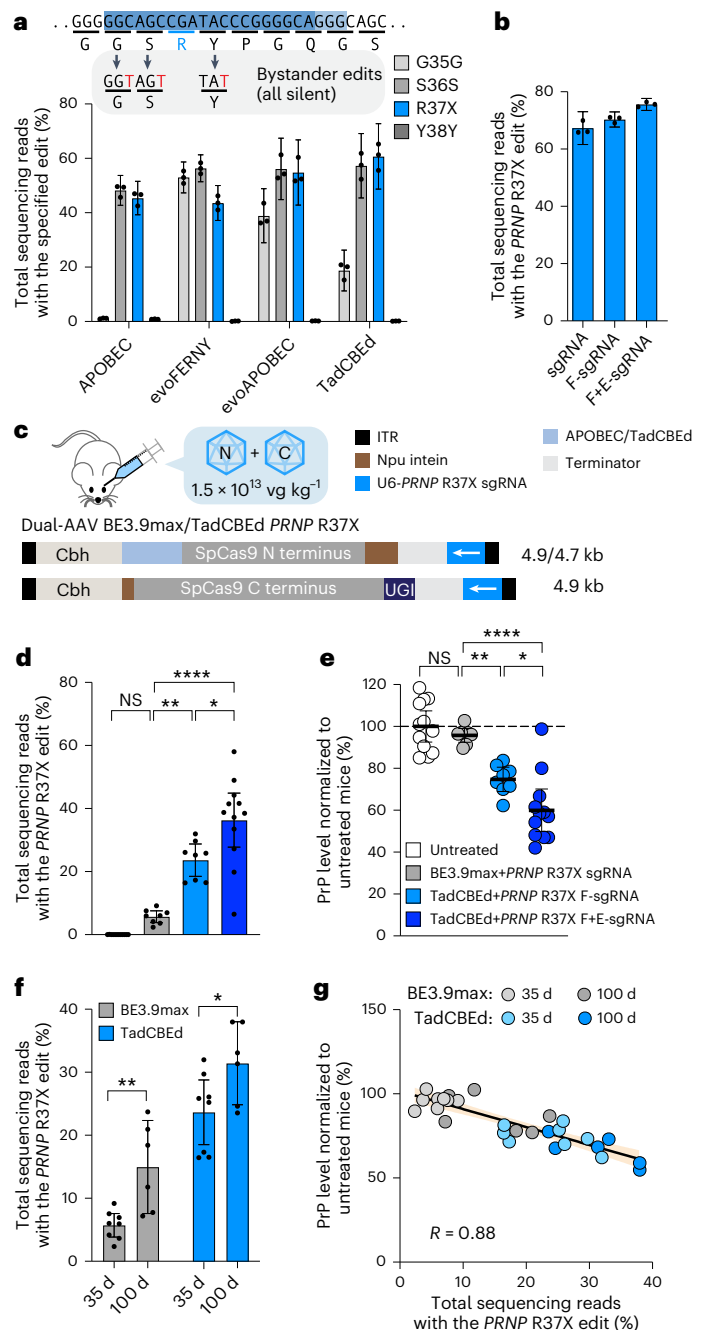 a
..GGGGGGCAGCCGATACCCGGGGCAGGGCAGC..
G G S R Y P G Q G S
GGTAGT TAT
G S Y
Bystander edits
(all silent)
G35G
S36S
R37X
Y38Y
Total sequencing reads
with the specified edit (%)
80
60
40
20
0
APOBEC
evoFERNY
evoAPOBEC
TadCBEd
b
Total sequencing reads
with the PRNP R37X edit (%)
80
60
40
20
0
sgRNA
F-sgRNA
F+E-sgRNA
c
N + C
1.5 × 10¹³ vg kg⁻¹
ITR
Npu intein
U6-PRNP R37X sgRNA
APOBEC/TadCBEd
Terminator
Dual-AAV BE3.9max/TadCBEd PRNP R37X
Cbh SpCas9 N terminus 4.9/4.7 kb
Cbh SpCas9 C terminus UGI 4.9 kb
d
Total sequencing reads
with the PRNP R37X edit (%)
80
60
40
20
0
****
NS ** *
e
PrP level normalized to
untreated mice (%)
120
100
80
60
40
20
0
****
NS ** *
Untreated
BE3.9max+PRNP R37X sgRNA
TadCBEd+PRNP R37X F-sgRNA
TadCBEd+PRNP R37X F+E-sgRNA
f
Total sequencing reads
with the PRNP R37X edit (%)
40
30
20
10
0
BE3.9max
TadCBEd
**
*
35 d
100 d
35 d
100 d
g
BE3.9max: 35 d 100 d
TadCBEd: 35 d 100 d
PrP level normalized to
untreated mice (%)
150
100
50
0
R = 0.88
0 10 20 30 40
Total sequencing reads
with the PRNP R37X edit (%)